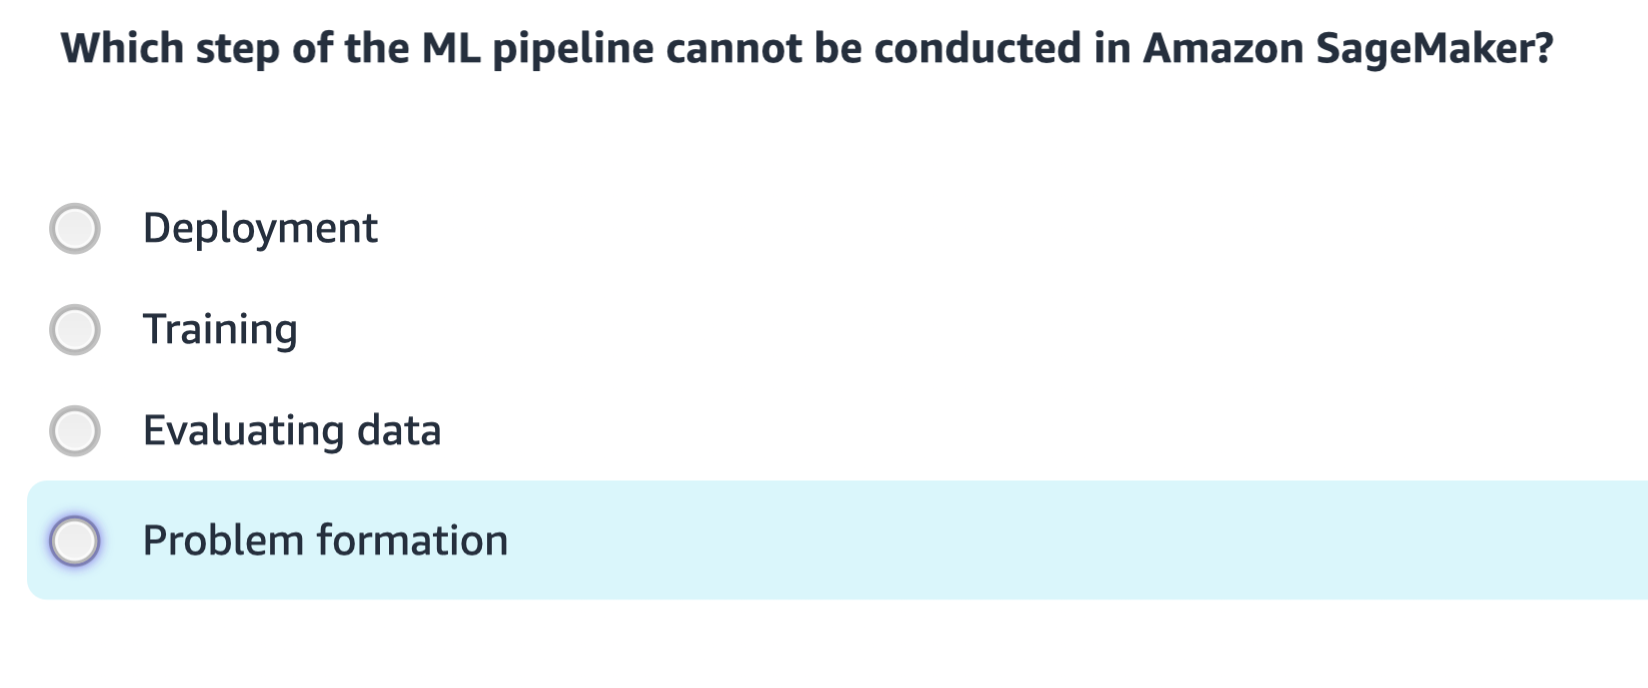 Which step of the ML pipeline cannot be conducted in Amazon SageMaker?
Deployment
Training
Evaluating data
Problem formation